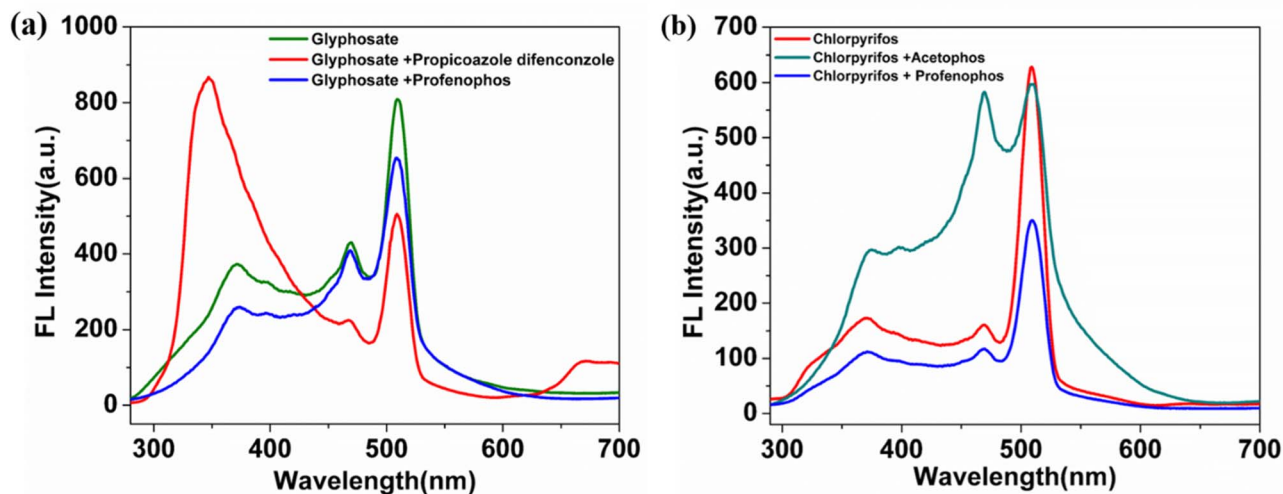 (a)
1000
800
600
400
200
0
FL Intensity(a.u.)
Glyphosate
Glyphosate +Propicoazole difenconzole
Glyphosate +Profenophos
300 400 500 600 700
Wavelength(nm)
(b)
700
600
500
400
300
200
100
0
FL Intensity(a.u.)
Chlorpyrifos
Chlorpyrifos +Acetophos
Chlorpyrifos + Profenophos
300 400 500 600 700
Wavelength(nm)